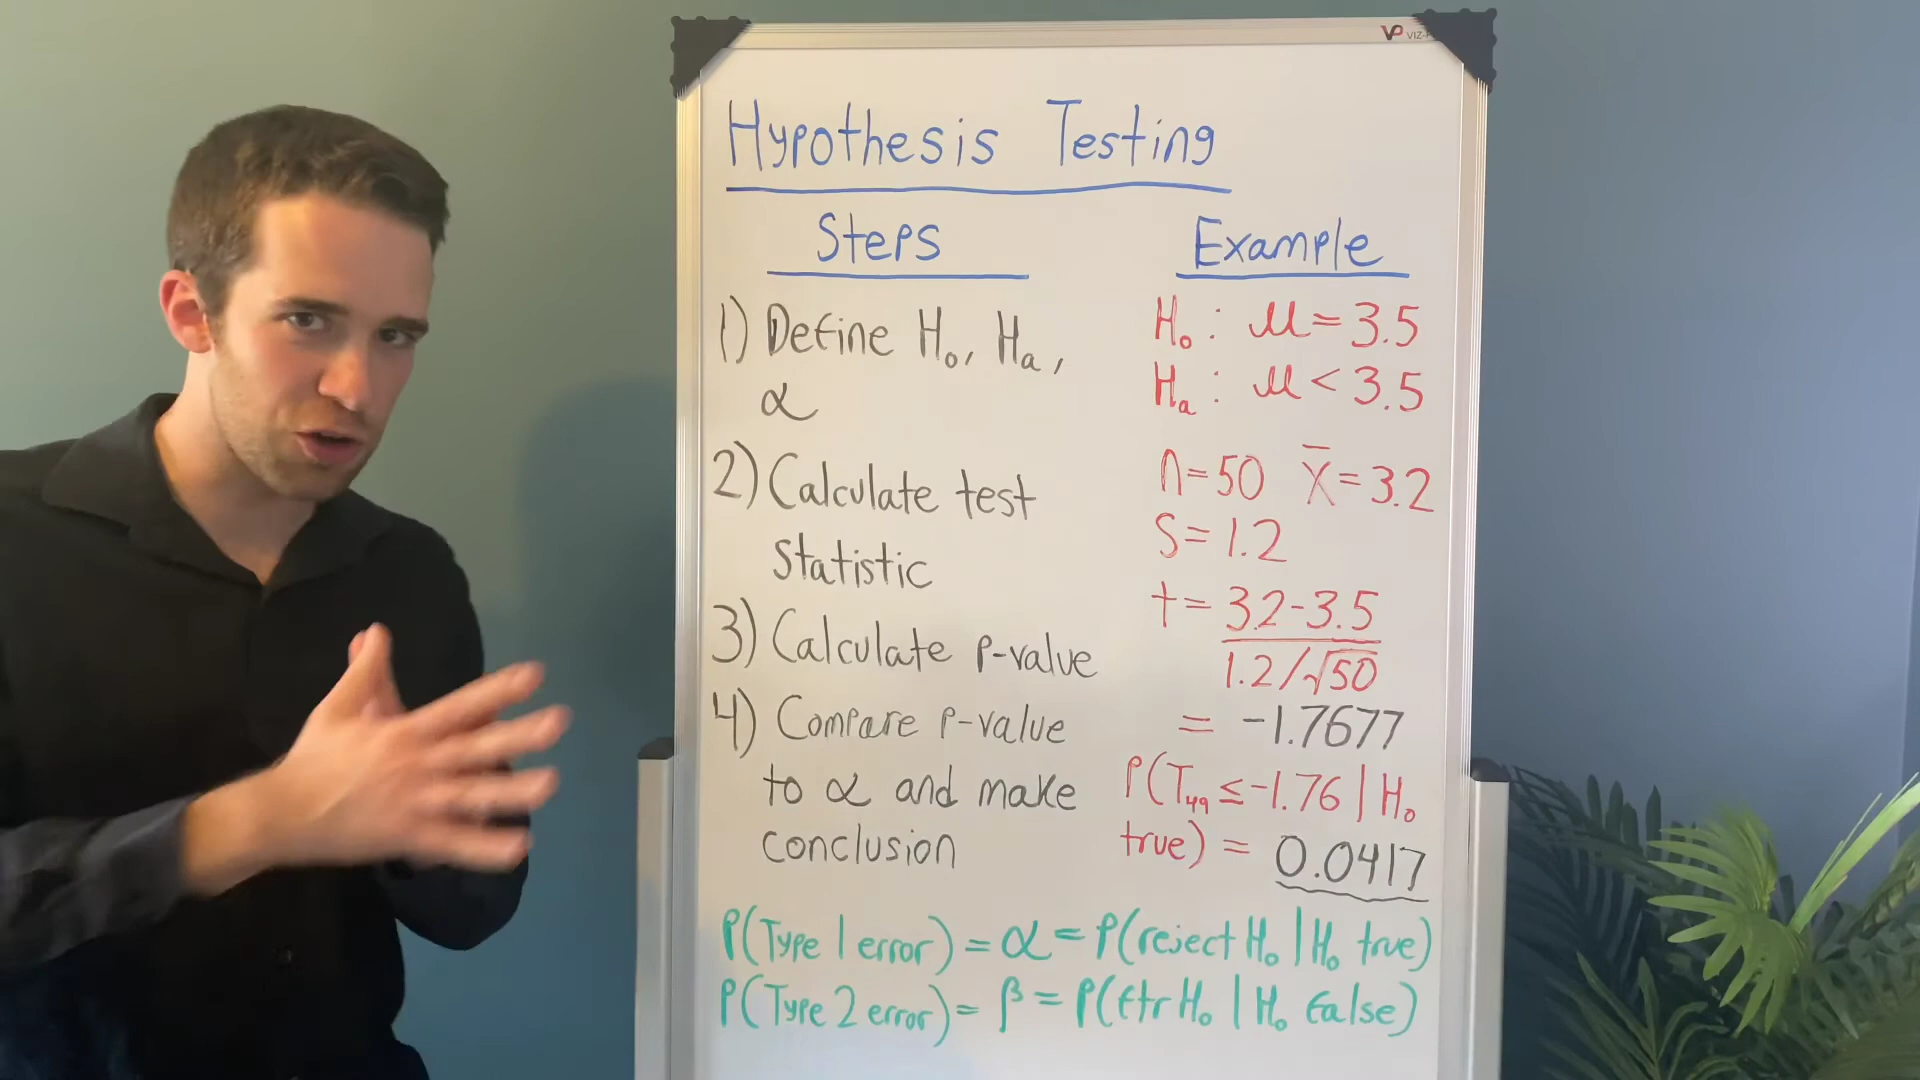 VIZ-
Hypothesis Testing
Steps
1) Define H₀, Hₐ,
α
2) Calculate test
statistic
3) Calculate p-value
4) Compare p-value
to α and make
conclusion
Example
H₀: μ = 3.5
Hₐ: μ < 3.5
n=50 x̄=3.2
S=1.2
t= 3.2-3.5
1.2/√50
= -1.7677
P(T₄₉ ≤ -1.76 | H₀
true) = 0.0417
P(Type 1 error) = α = P(reject H₀ | H₀ true)
P(Type 2 error) = β = P(ftr H₀ | H₀ false)